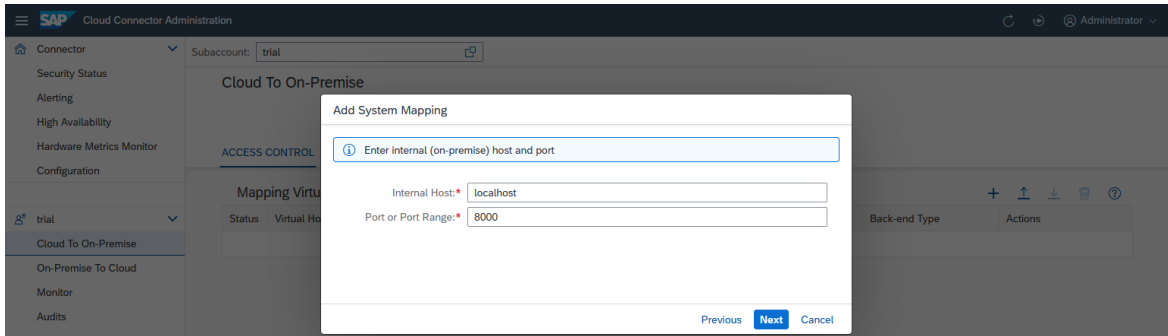 SAP Cloud Connector Administration Administrator
Connector
Subaccount: trial
Security Status
Cloud To On-Premise
Alerting
Add System Mapping
High Availability
Hardware Metrics Monitor
ACCESS CONTROL
Enter internal (on-premise) host and port
Configuration
Mapping Virtu
Internal Host:* localhost
trial
Status Virtual Ho
Port or Port Range:* 8000
Back-end Type Actions
Cloud To On-Premise
On-Premise To Cloud
Monitor
Audits
Previous Next Cancel